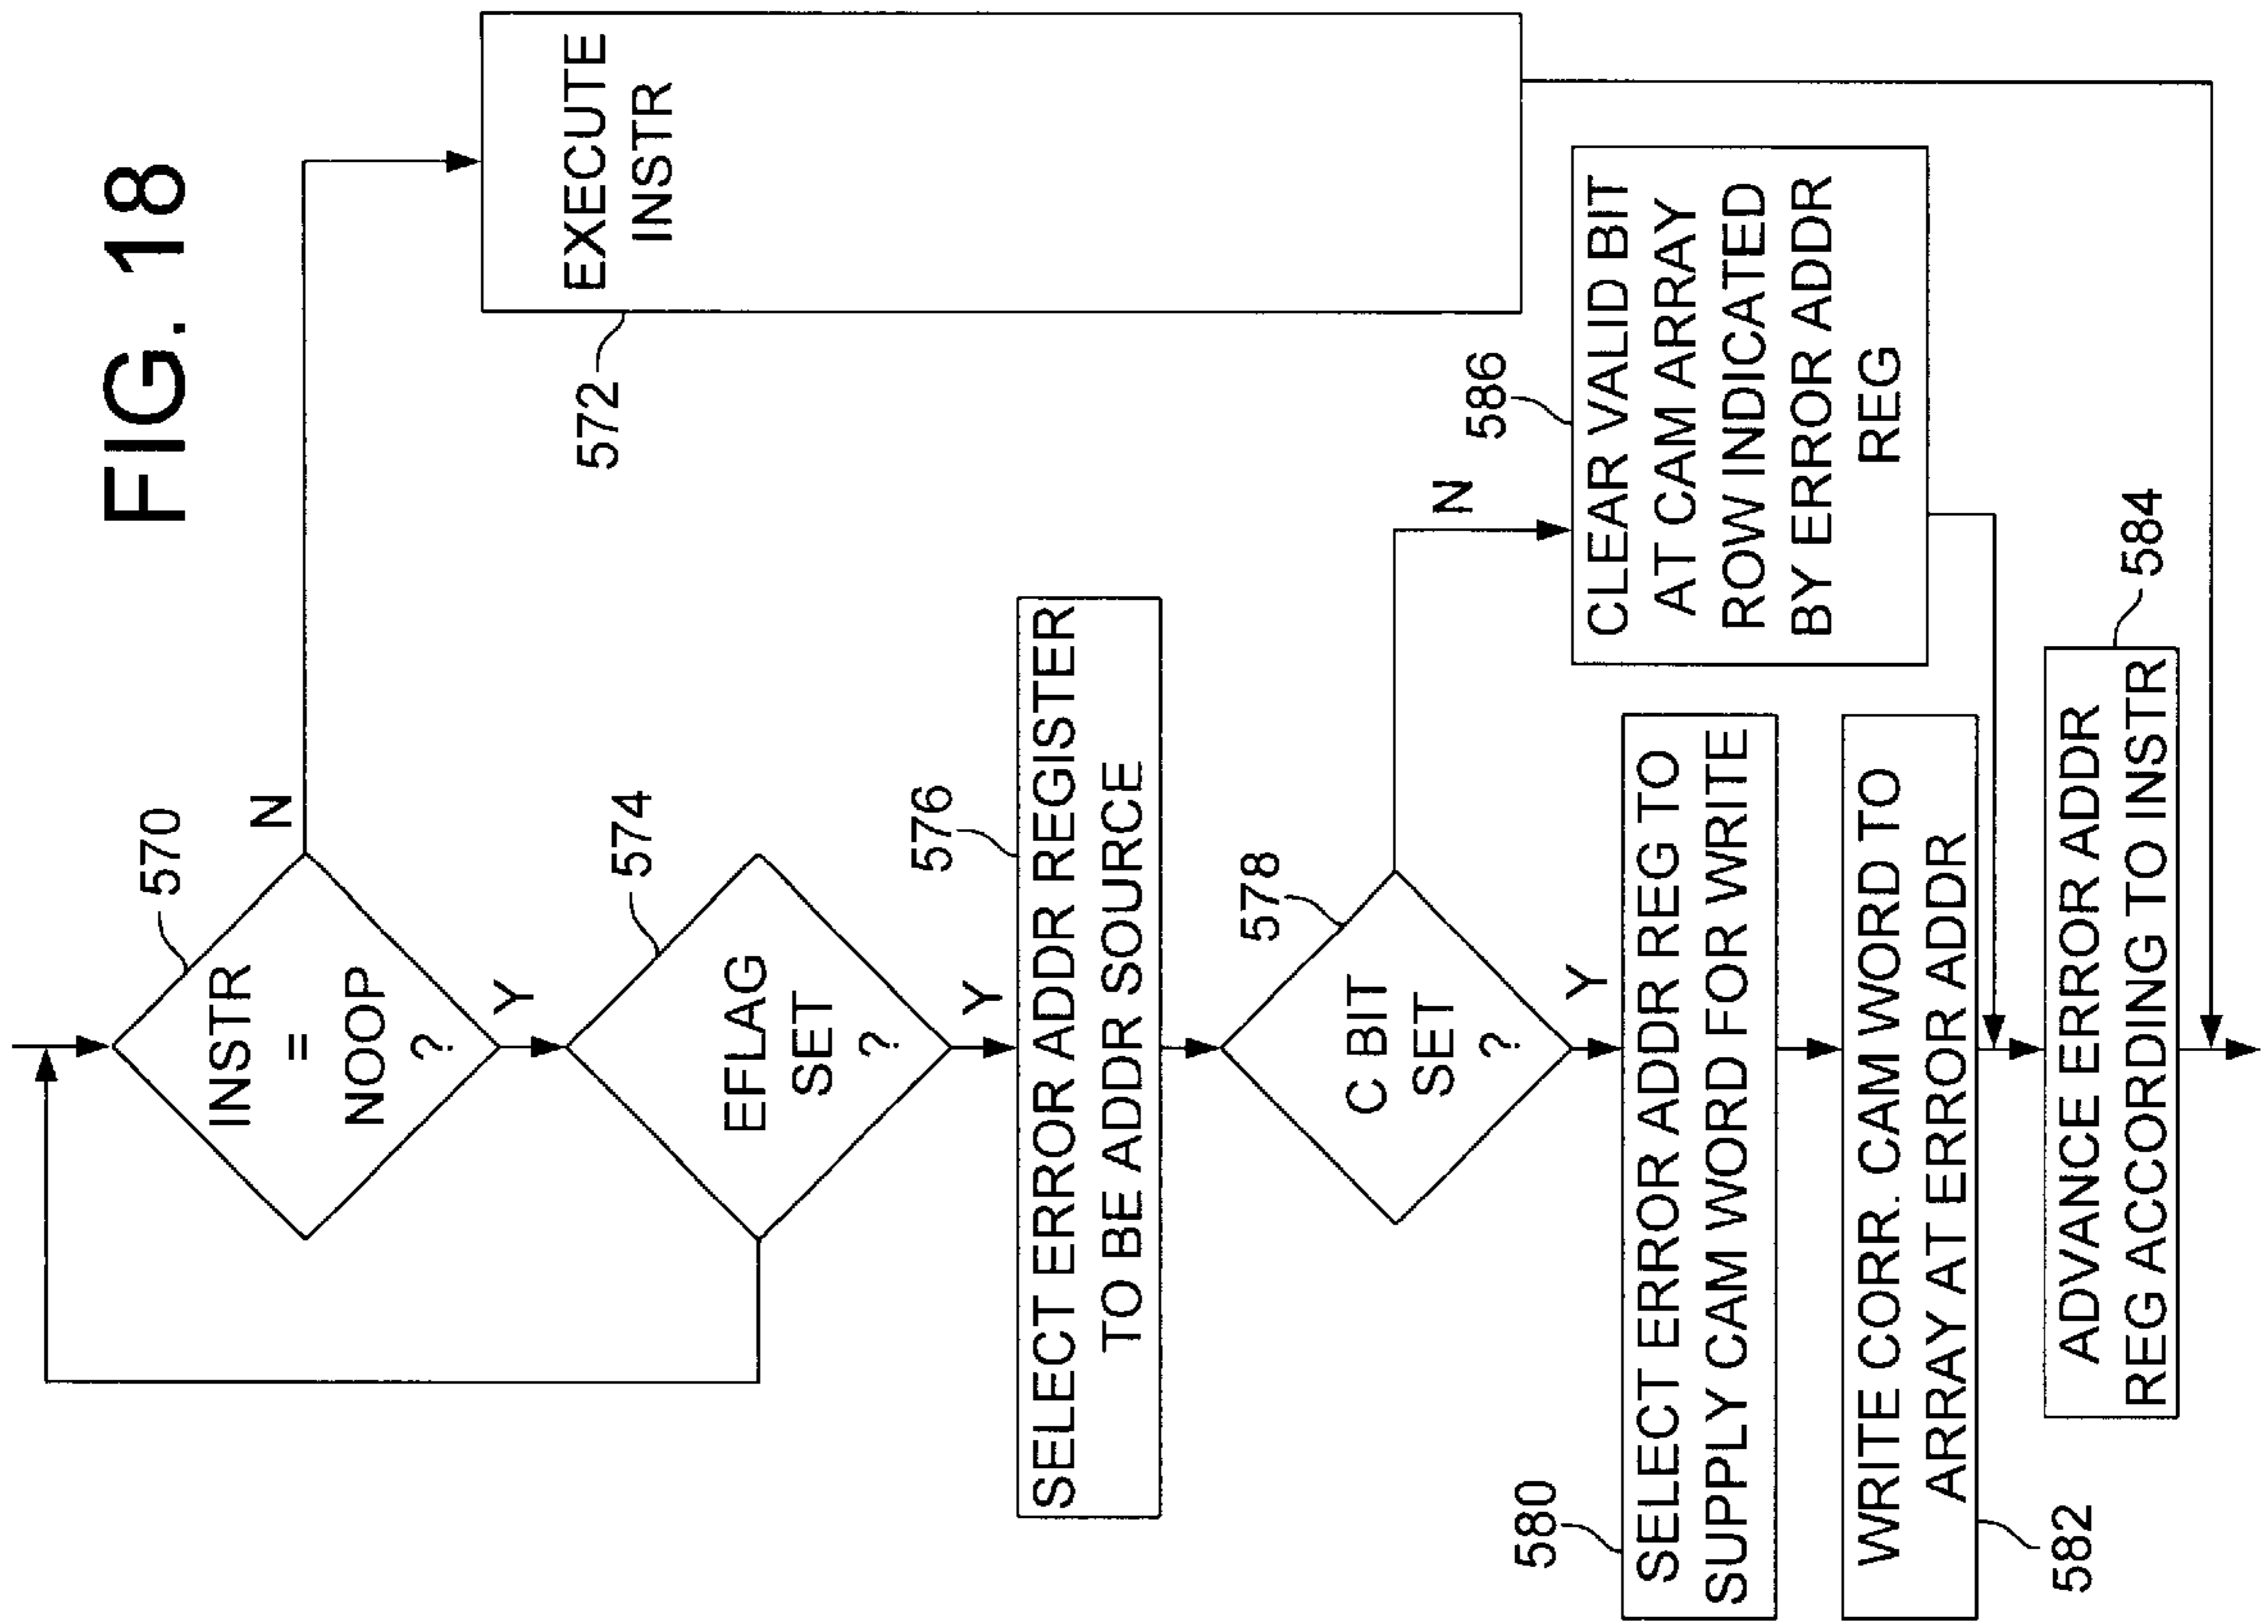 FIG. 18
570
INSTR
=
NOOP
?
N
Y
572
EXECUTE
INSTR
574
EFLAG
SET
?
Y
576
SELECT ERROR ADDR REGISTER
TO BE ADDR SOURCE
578
C BIT
SET
?
N
Y
580
SELECT ERROR ADDR REG TO
SUPPLY CAM WORD FOR WRITE
586
CLEAR VALID BIT
AT CAM ARRAY
ROW INDICATED
BY ERROR ADDR
REG
582
WRITE CORR. CAM WORD TO
ARRAY AT ERROR ADDR
584
ADVANCE ERROR ADDR
REG ACCORDING TO INSTR